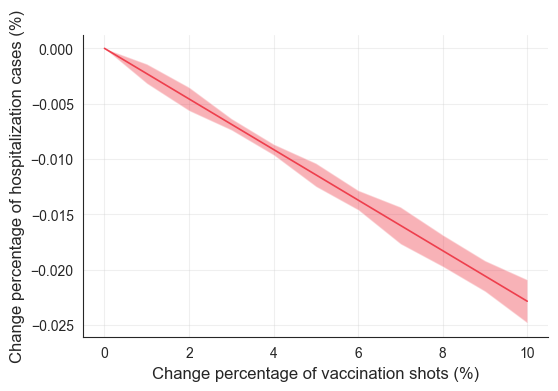 Change percentage of hospitalization cases (%)
0.000
−0.005
−0.010
−0.015
−0.020
−0.025
0 2 4 6 8 10
Change percentage of vaccination shots (%)